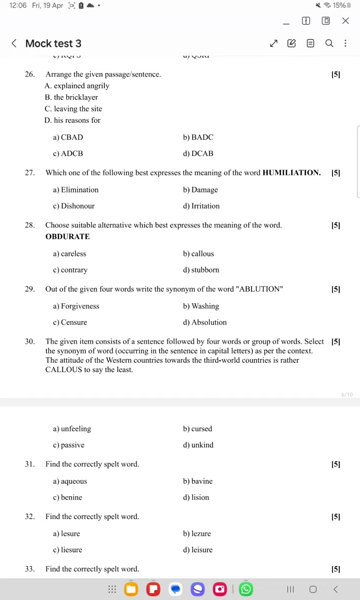 12:06 Fri, 19 Apr
15%
Mock test 3
26. Arrange the given passage/sentence. [5]
A. explained angrily
B. the bricklayer
C. leaving the site
D. his reasons for
a) CBAD b) BADC
c) ADCB d) DCAB
27. Which one of the following best expresses the meaning of the word HUMILIATION. [5]
a) Elimination b) Damage
c) Dishonour d) Irritation
28. Choose suitable alternative which best expresses the meaning of the word. [5]
OBDURATE
a) careless b) callous
c) contrary d) stubborn
29. Out of the given four words write the synonym of the word "ABLUTION" [5]
a) Forgiveness b) Washing
c) Censure d) Absolution
30. The given item consists of a sentence followed by four words or group of words. Select [5]
the synonym of word (occurring in the sentence in capital letters) as per the context.
The attitude of the Western countries towards the third-world countries is rather
CALLOUS to say the least.
6/10
a) unfeeling b) cursed
c) passive d) unkind
31. Find the correctly spelt word. [5]
a) aqueous b) bavine
c) benine d) lision
32. Find the correctly spelt word. [5]
a) lesure b) lezure
c) liesure d) leisure
33. Find the correctly spelt word. [5]